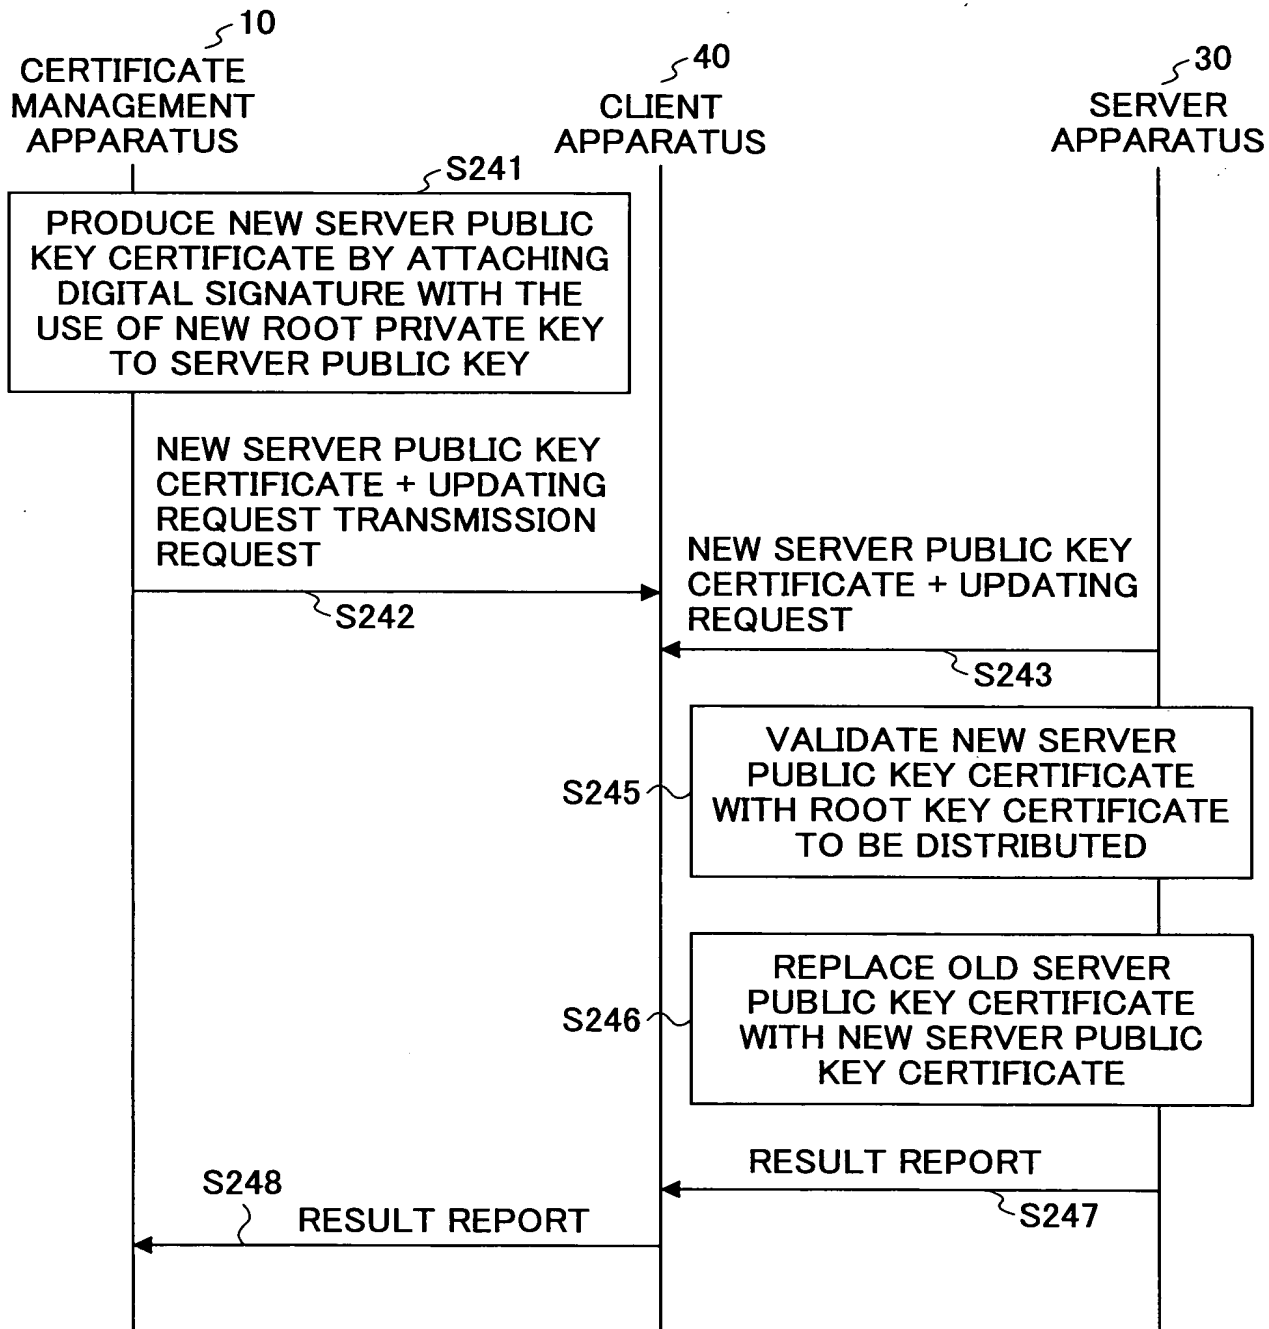 10
CERTIFICATE
MANAGEMENT
APPARATUS
40
CLIENT
APPARATUS
30
SERVER
APPARATUS
S241
PRODUCE NEW SERVER PUBLIC
KEY CERTIFICATE BY ATTACHING
DIGITAL SIGNATURE WITH THE
USE OF NEW ROOT PRIVATE KEY
TO SERVER PUBLIC KEY
NEW SERVER PUBLIC KEY
CERTIFICATE + UPDATING
REQUEST TRANSMISSION
REQUEST
S242
NEW SERVER PUBLIC KEY
CERTIFICATE + UPDATING
REQUEST
S243
S245
VALIDATE NEW SERVER
PUBLIC KEY CERTIFICATE
WITH ROOT KEY CERTIFICATE
TO BE DISTRIBUTED
S246
REPLACE OLD SERVER
PUBLIC KEY CERTIFICATE
WITH NEW SERVER PUBLIC
KEY CERTIFICATE
RESULT REPORT
S247
S248
RESULT REPORT